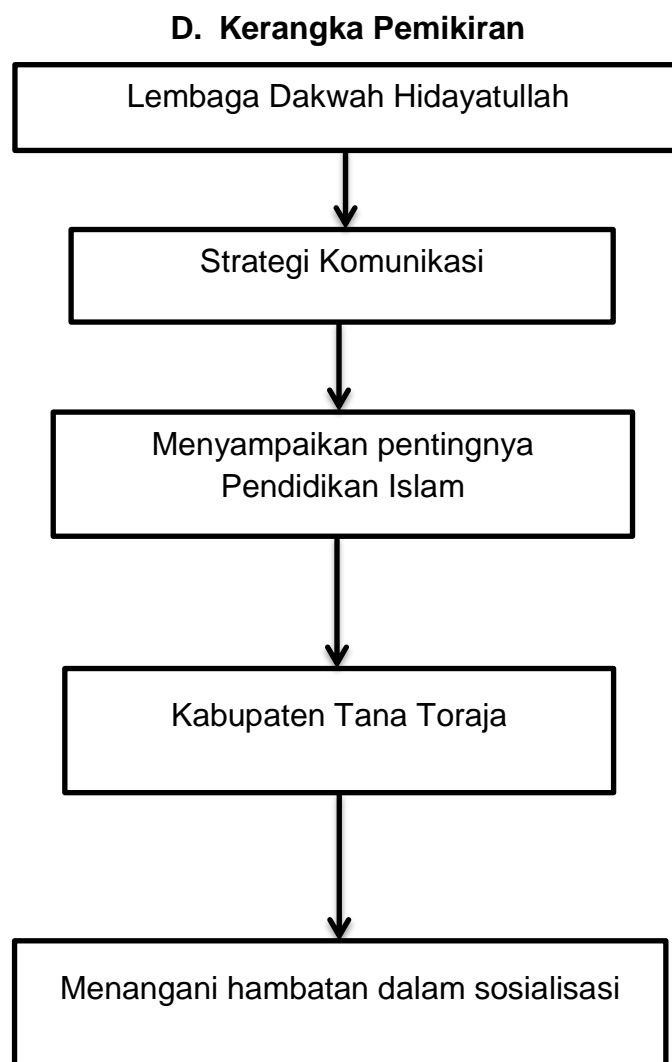 D. Kerangka Pemikiran
Lembaga Dakwah Hidayatullah
Strategi Komunikasi
Menyampaikan pentingnya
Pendidikan Islam
Kabupaten Tana Toraja
Menangani hambatan dalam sosialisasi